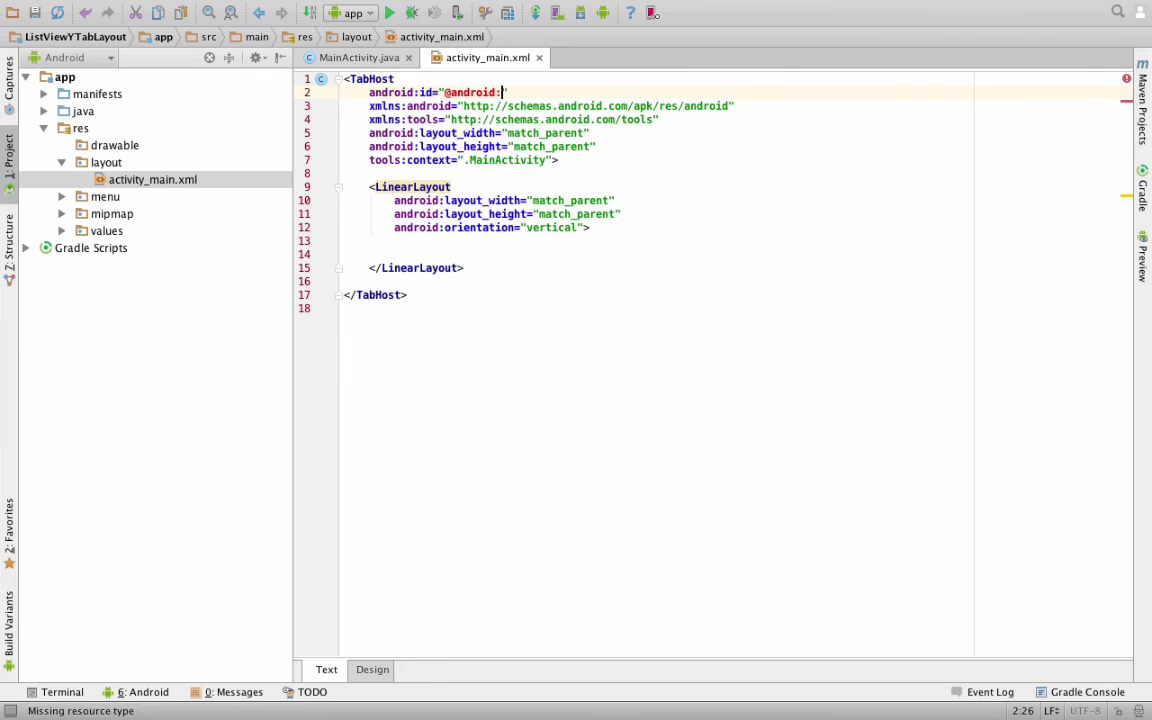 app
ListViewYTabLayout app src main res layout activity_main.xml
Android
MainActivity.java activity_main.xml
Captures
1: Project
7: Structure
2: Favorites
Build Variants
app
manifests
java
res
drawable
layout
activity_main.xml
menu
mipmap
values
Gradle Scripts
1 <TabHost
2 android:id="@android:"
3 xmlns:android="http://schemas.android.com/apk/res/android"
4 xmlns:tools="http://schemas.android.com/tools"
5 android:layout_width="match_parent"
6 android:layout_height="match_parent"
7 tools:context=".MainActivity">
8
9 <LinearLayout
10 android:layout_width="match_parent"
11 android:layout_height="match_parent"
12 android:orientation="vertical">
13
14
15 </LinearLayout>
16
17 </TabHost>
18
Maven Projects
Gradle
Preview
Text Design
Terminal 6: Android 0: Messages TODO Event Log Gradle Console
Missing resource type 2:26 LF UTF-8